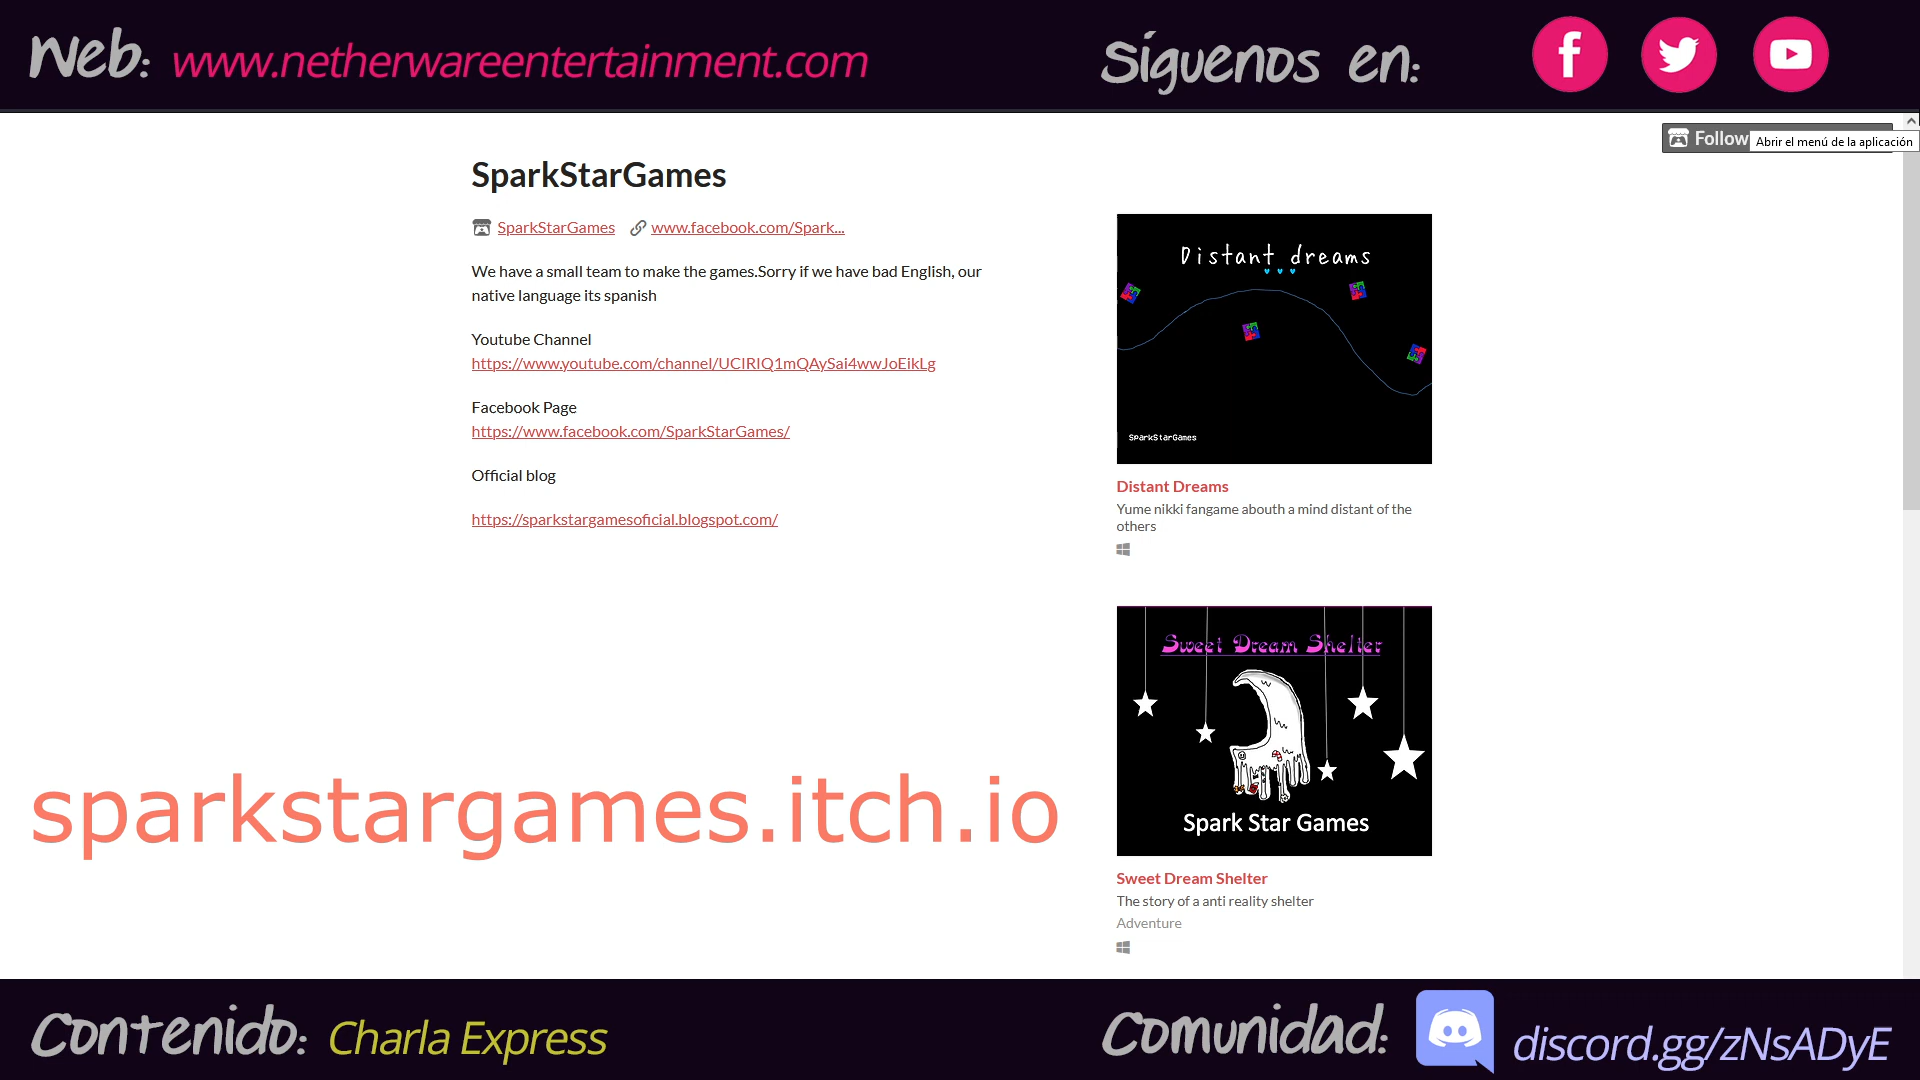 Web: www.netherwareentertainment.com
Síguenos en:
Follow
Abrir el menú de la aplicación
SparkStarGames
SparkStarGames www.facebook.com/Spark...
We have a small team to make the games.Sorry if we have bad English, our
native language its spanish
Youtube Channel
https://www.youtube.com/channel/UCIRIQ1mQAySai4wwJoEikLg
Facebook Page
https://www.facebook.com/SparkStarGames/
Official blog
https://sparkstargamesoficial.blogspot.com/
Distant dreams
SparkStarGames
Distant Dreams
Yume nikki fangame abouth a mind distant of the
others
Sweet Dream Shelter
Spark Star Games
Sweet Dream Shelter
The story of a anti reality shelter
Adventure
sparkstargames.itch.io
Contenido: Charla Express
Comunidad: discord.gg/zNsADyE